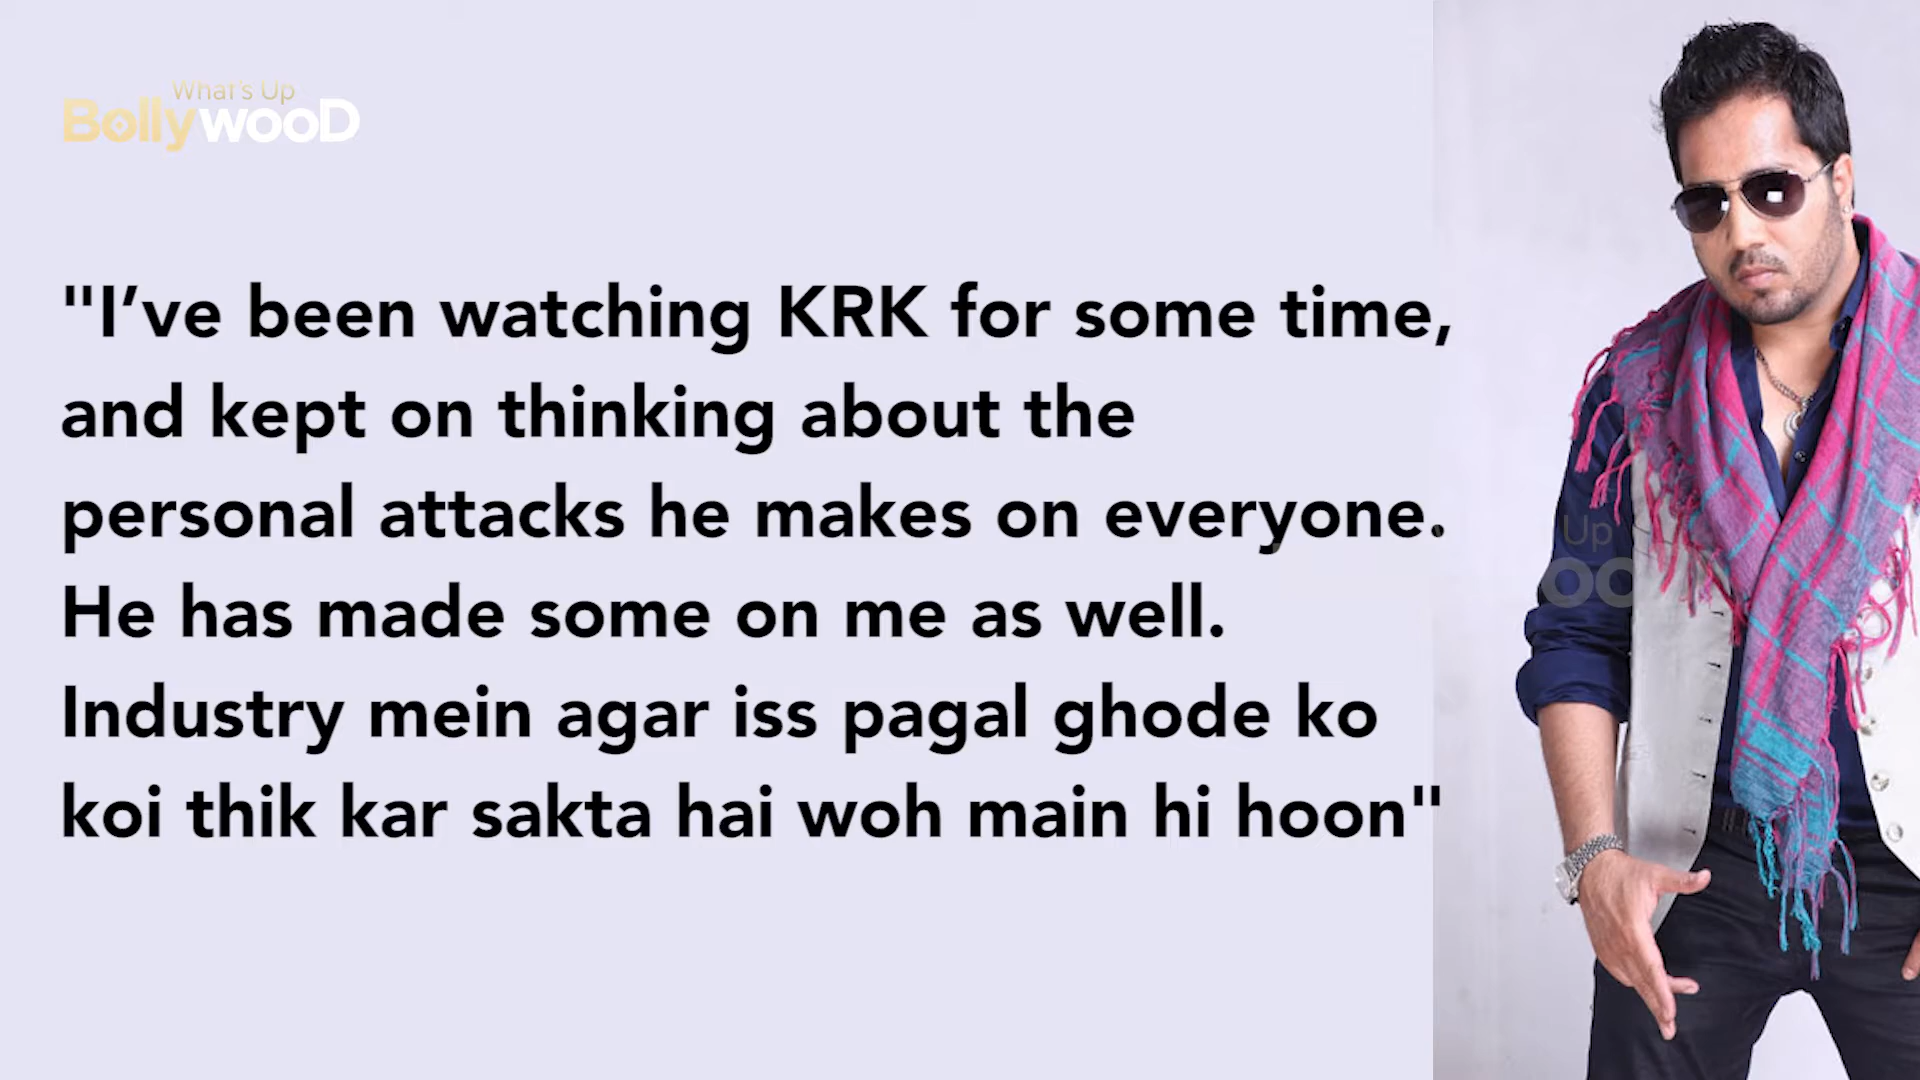 What's Up
BollywooD
"I’ve been watching KRK for some time,
and kept on thinking about the
personal attacks he makes on everyone.
He has made some on me as well.
Industry mein agar iss pagal ghode ko
koi thik kar sakta hai woh main hi hoon"
Up